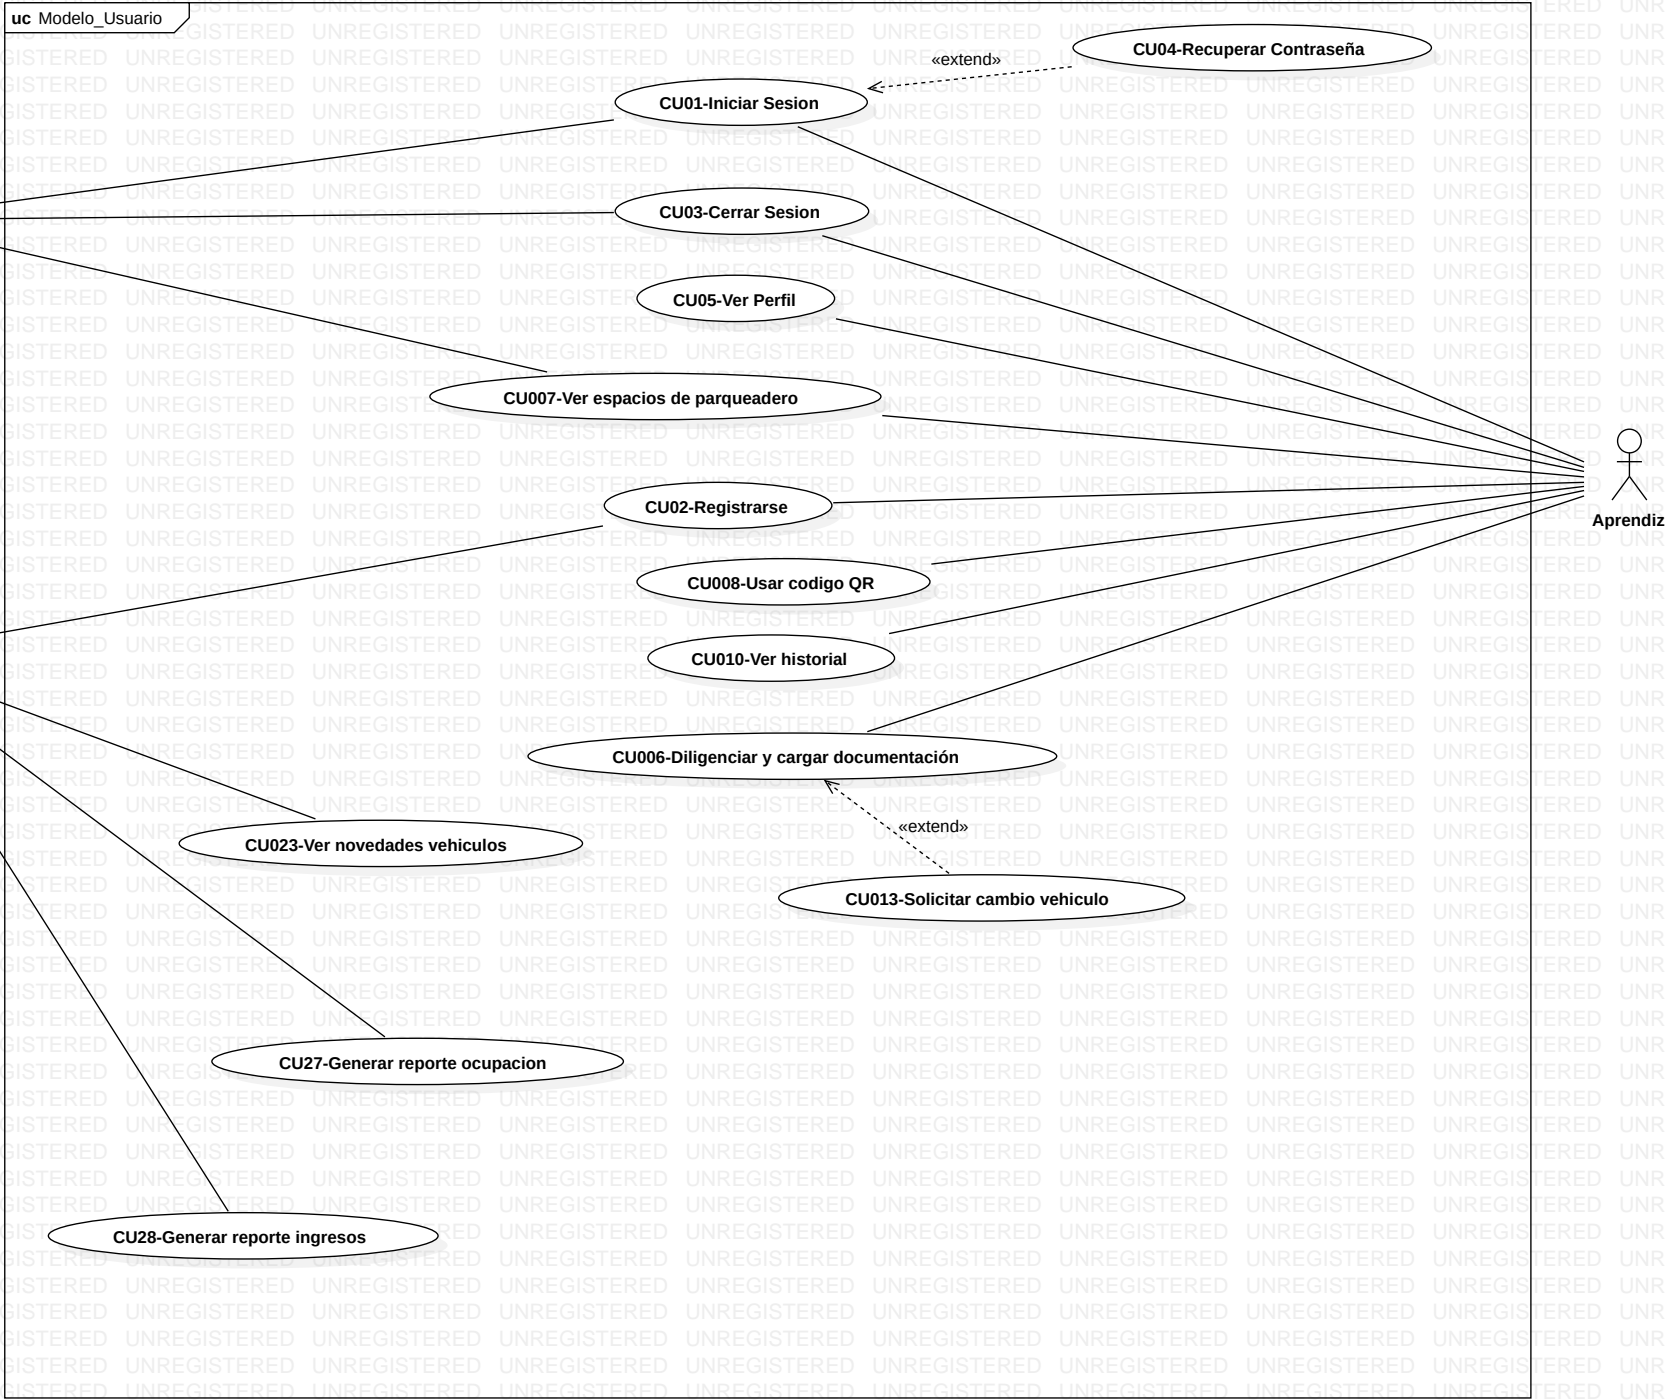 uc Modelo_Usuario
CU04-Recuperar Contraseña
«extend»
CU01-Iniciar Sesion
CU03-Cerrar Sesion
CU05-Ver Perfil
CU007-Ver espacios de parqueadero
CU02-Registrarse
Aprendiz
CU008-Usar codigo QR
CU010-Ver historial
CU006-Diligenciar y cargar documentación
«extend»
CU023-Ver novedades vehiculos
CU013-Solicitar cambio vehiculo
CU27-Generar reporte ocupacion
CU28-Generar reporte ingresos
UNREGISTERED